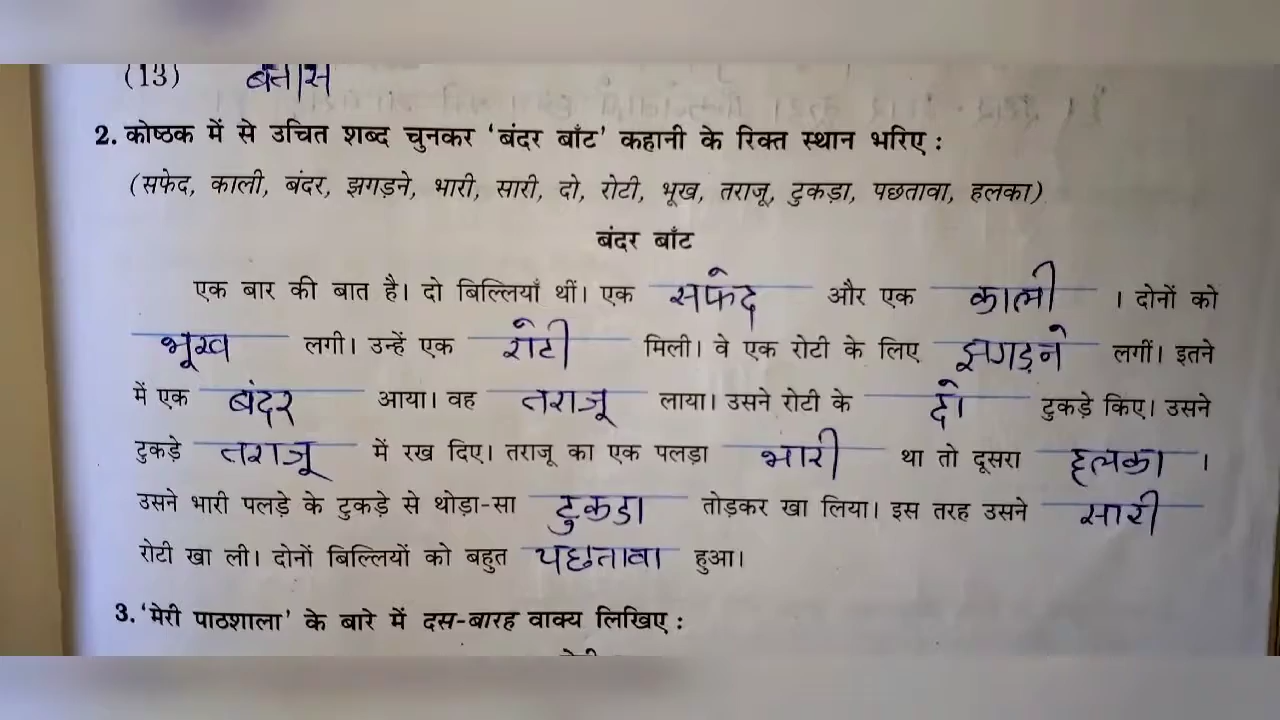 (13) बतास
2. कोष्ठक में से उचित शब्द चुनकर 'बंदर बाँट' कहानी के रिक्त स्थान भरिए :
(सफेद, काली, बंदर, झगड़ने, भारी, सारी, दो, रोटी, भूख, तराजू, टुकड़ा, पछतावा, हलका)
बंदर बाँट
एक बार की बात है। दो बिल्लियाँ थीं। एक सफेद और एक काली । दोनों को
भूख लगी। उन्हें एक रोटी मिली। वे एक रोटी के लिए झगड़ने लगीं। इतने
में एक बंदर आया। वह तराजू लाया। उसने रोटी के दो टुकड़े किए। उसने
टुकड़े तराजू में रख दिए। तराजू का एक पलड़ा भारी था तो दूसरा हलका ।
उसने भारी पलड़े के टुकड़े से थोड़ा-सा टुकडा तोड़कर खा लिया। इस तरह उसने सारी
रोटी खा ली। दोनों बिल्लियों को बहुत पछतावा हुआ।
3. 'मेरी पाठशाला' के बारे में दस-बारह वाक्य लिखिए :